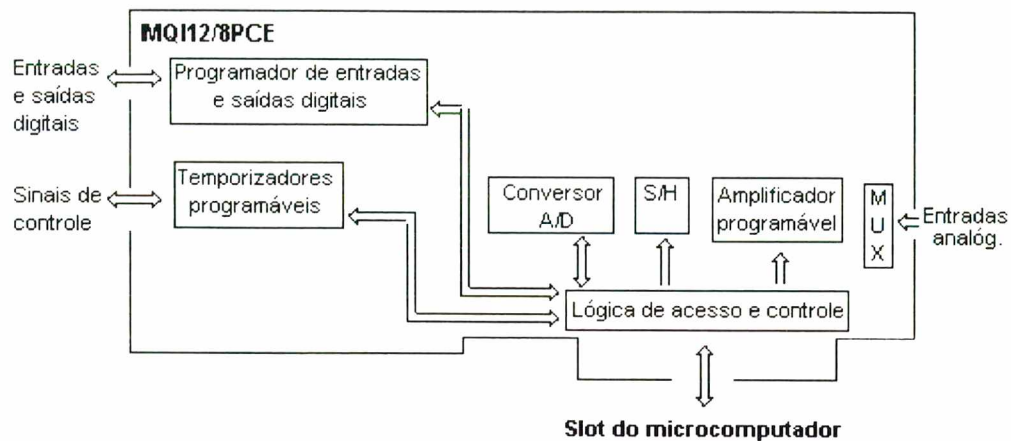 MQI12/8PCE
Entradas
e saídas
digitais
Programador de entradas
e saídas digitais
Sinais de
controle
Temporizadores
programáveis
Conversor
A/D
S/H
Amplificador
programável
M
U
X
Entradas
analóg.
Lógica de acesso e controle
Slot do microcomputador